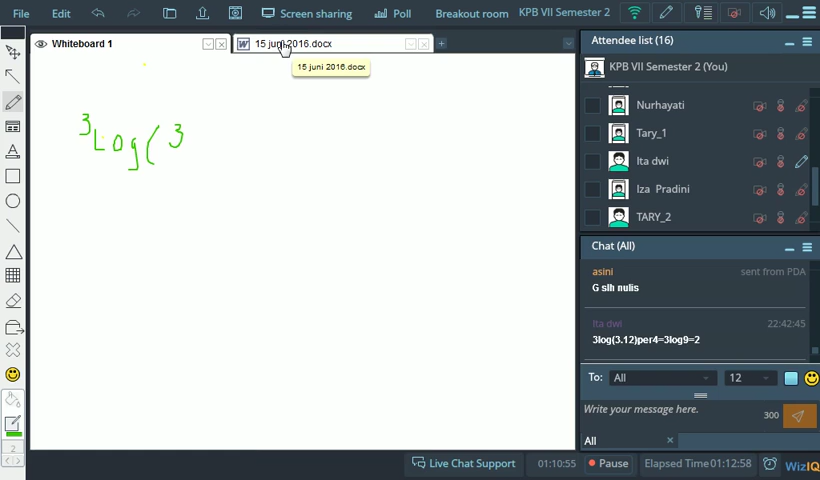 File Edit Screen sharing Poll Breakout room KPB VII Semester 2
Whiteboard 1 15 juni 2016.docx
15 juni 2016.docx
3Log( 3
Attendee list (16)
KPB VII Semester 2 (You)
Nurhayati
Tary_1
Ita dwi
Iza Pradini
TARY_2
Chat (All)
asini sent from PDA
G slh nulis
Ita dwi 22:42:45
3log(3.12)per4=3log9=2
To: All 12
Write your message here. 300
All
2
Live Chat Support 01:10:55 Pause Elapsed Time 01:12:58 WizIQ